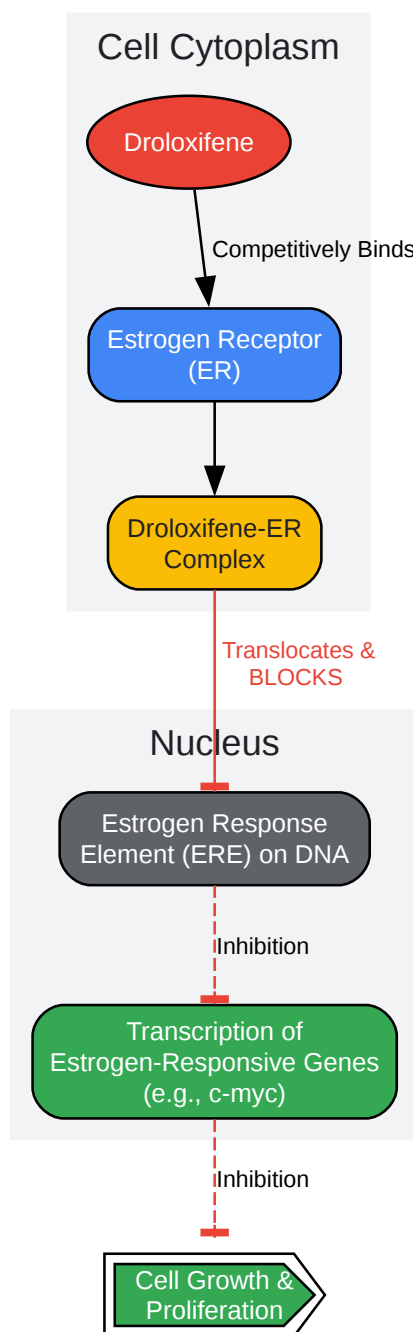 Cell Cytoplasm
Droloxifene
Competitively Binds
Estrogen Receptor
(ER)
Droloxifene-ER
Complex
Translocates &
BLOCKS
Nucleus
Estrogen Response
Element (ERE) on DNA
Inhibition
Transcription of
Estrogen-Responsive Genes
(e.g., c-myc)
Inhibition
Cell Growth &
Proliferation